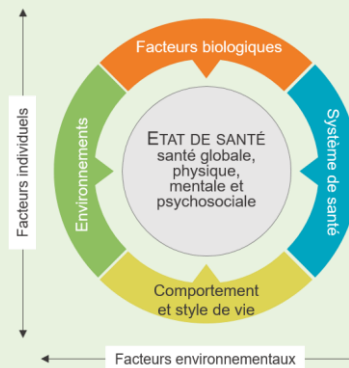 Facteurs biologiques
Facteurs individuels
Environnements
ETAT DE SANTÉ
santé globale,
physique,
mentale et
psychosociale
Système de santé
Comportement
et style de vie
Facteurs environnementaux